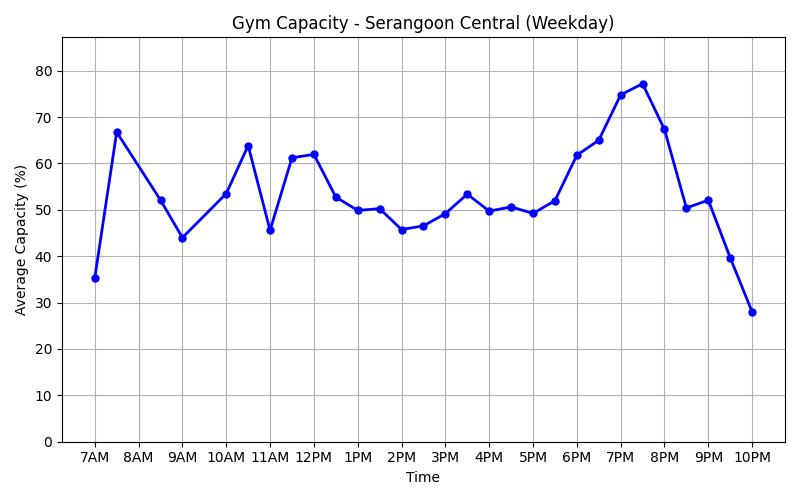 Gym Capacity - Serangoon Central (Weekday)
Average Capacity (%)
80
70
60
50
40
30
20
10
0
7AM 8AM 9AM 10AM 11AM 12PM 1PM 2PM 3PM 4PM 5PM 6PM 7PM 8PM 9PM 10PM
Time